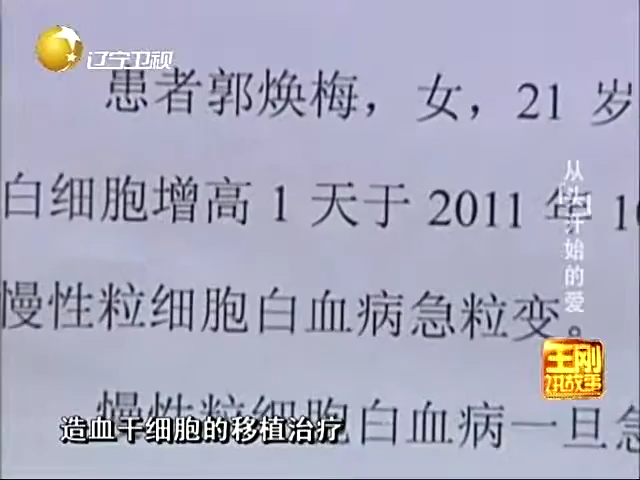 辽宁卫视
患者郭焕梅，女，21 岁
白细胞增高 1 天于 2011 年 1
慢性粒细胞白血病急粒变。
慢性粒细胞白血病一旦急
从“头”开始的爱
王刚
讲故事
造血干细胞的移植治疗